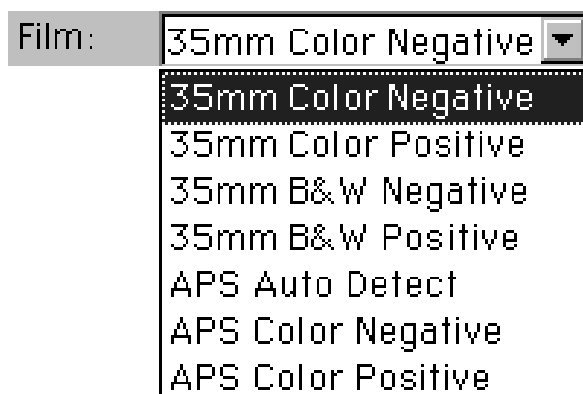 Film: 35mm Color Negative
35mm Color Negative
35mm Color Positive
35mm B&W Negative
35mm B&W Positive
APS Auto Detect
APS Color Negative
APS Color Positive